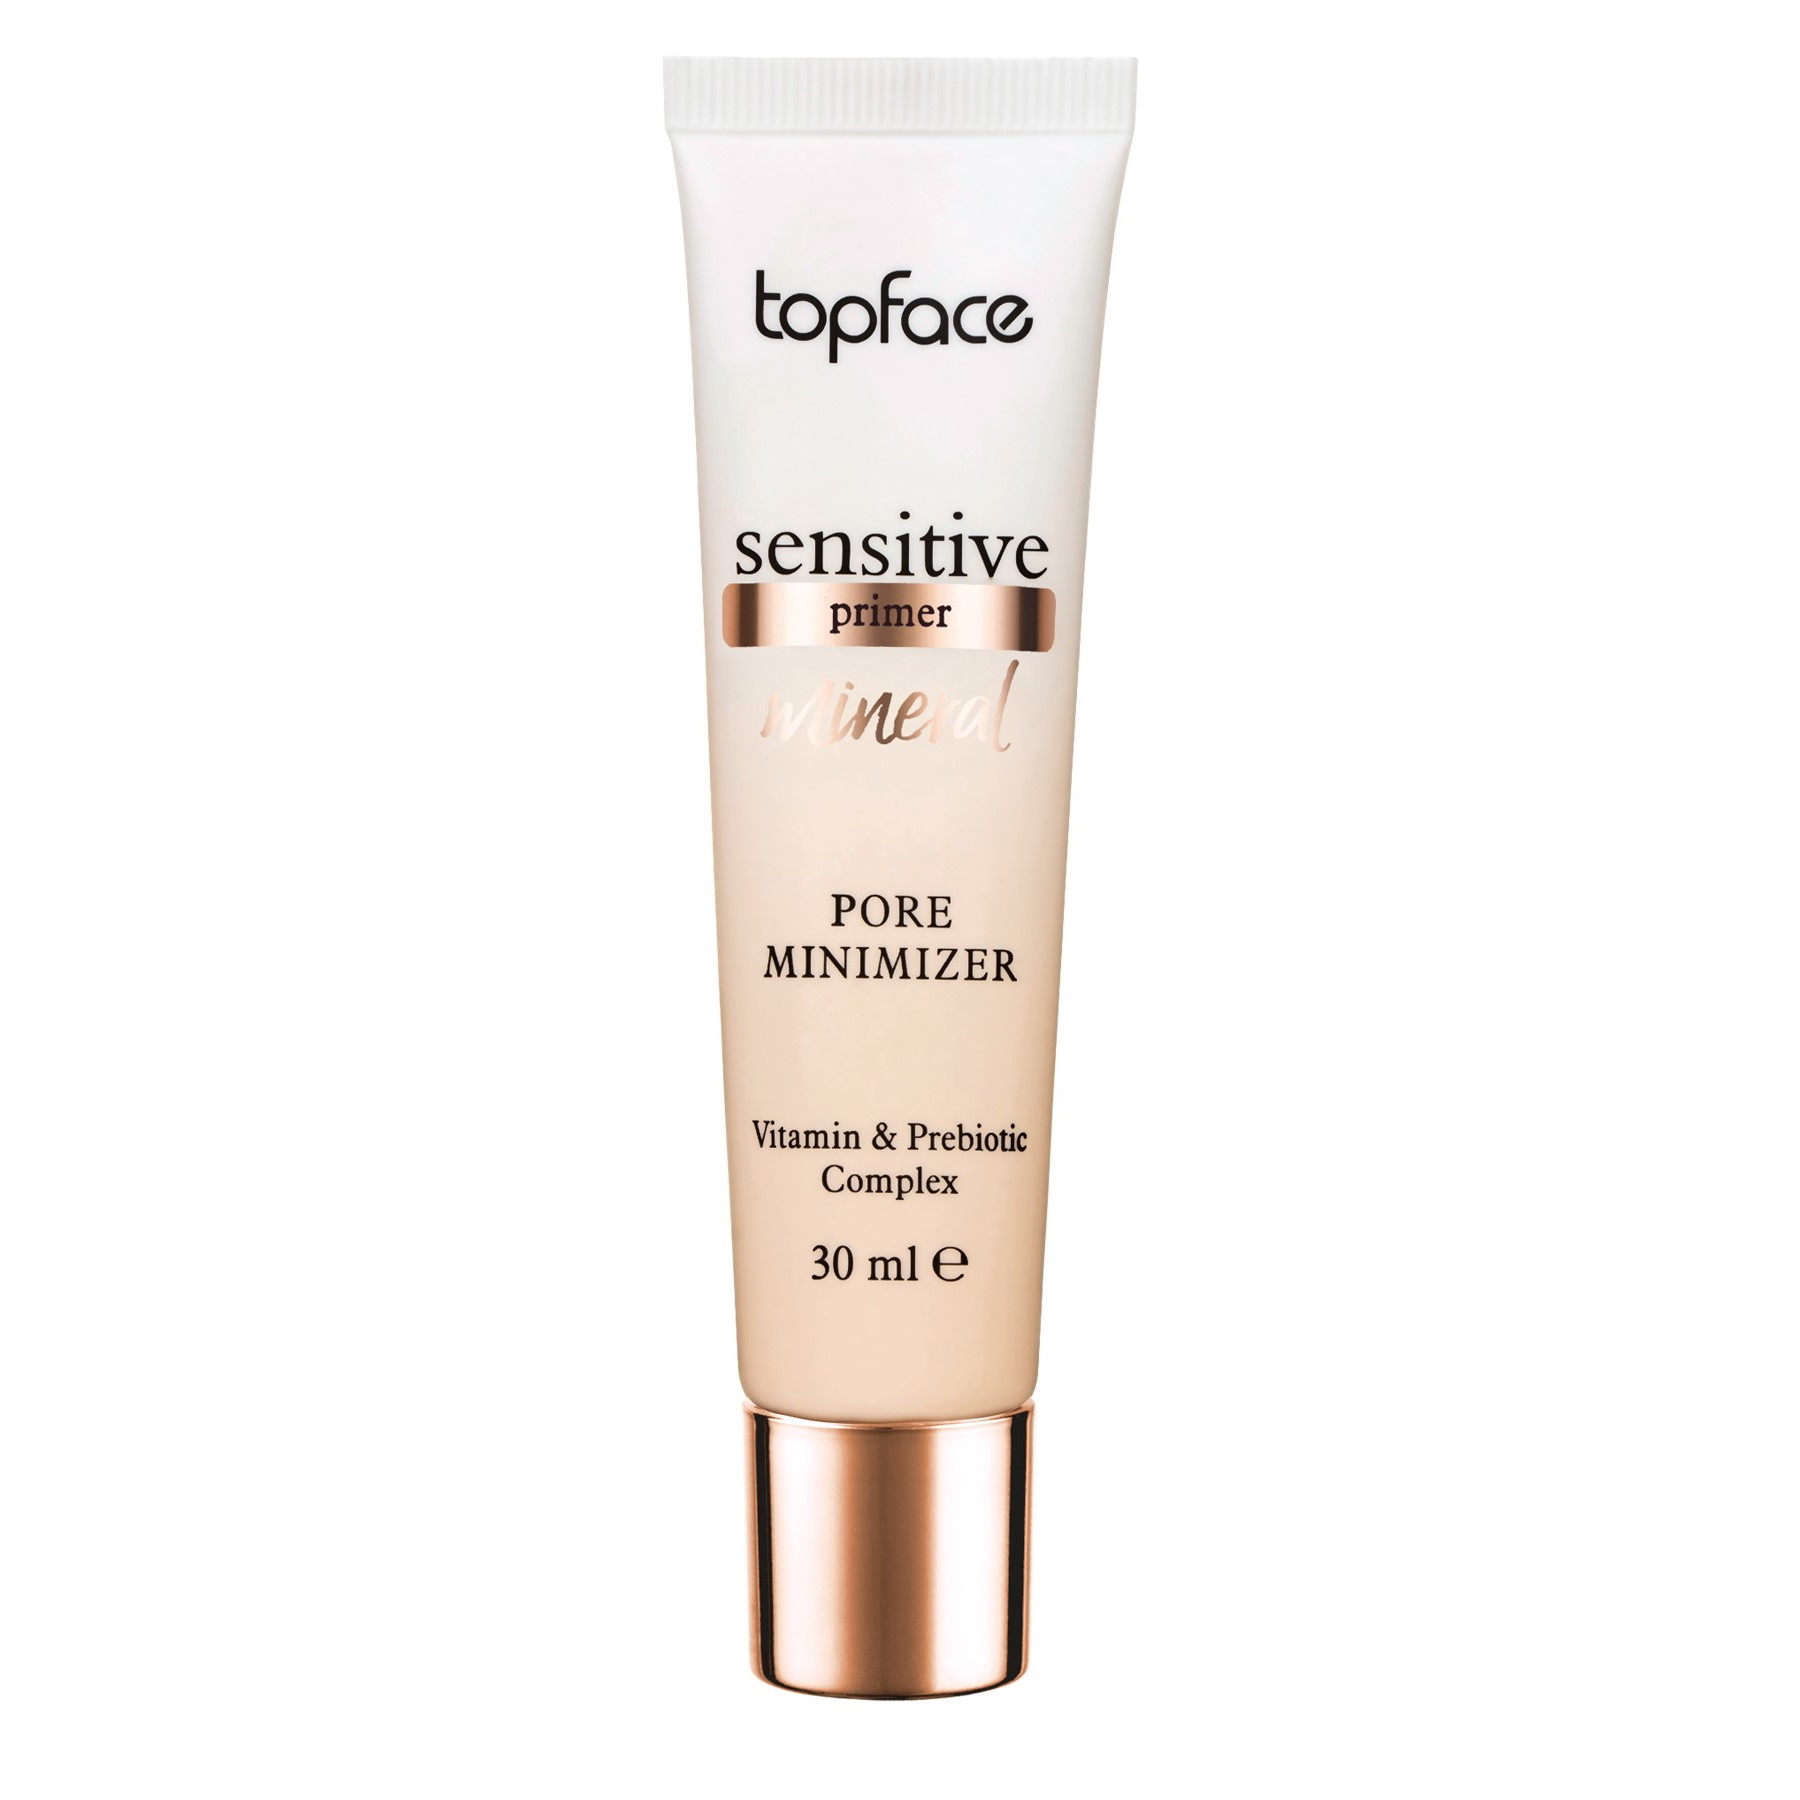 topface
sensitive
primer
mineral
PORE
MINIMIZER
Vitamin & Prebiotic
Complex
30 ml ℮